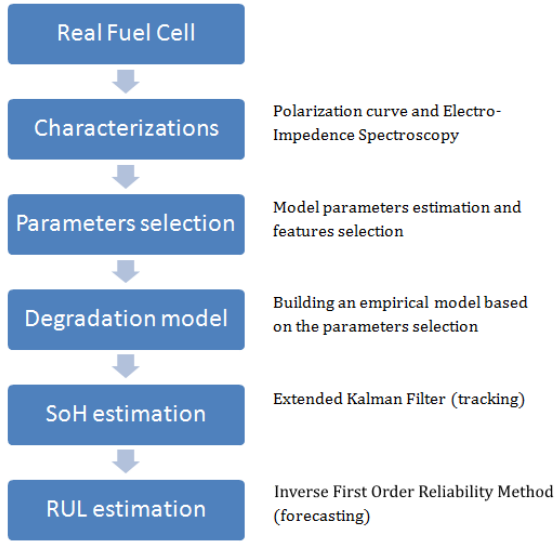 Real Fuel Cell
Characterizations
Polarization curve and Electro-
Impedence Spectroscopy
Parameters selection
Model parameters estimation and
features selection
Degradation model
Building an empirical model based
on the parameters selection
SoH estimation
Extended Kalman Filter (tracking)
RUL estimation
Inverse First Order Reliability Method
(forecasting)